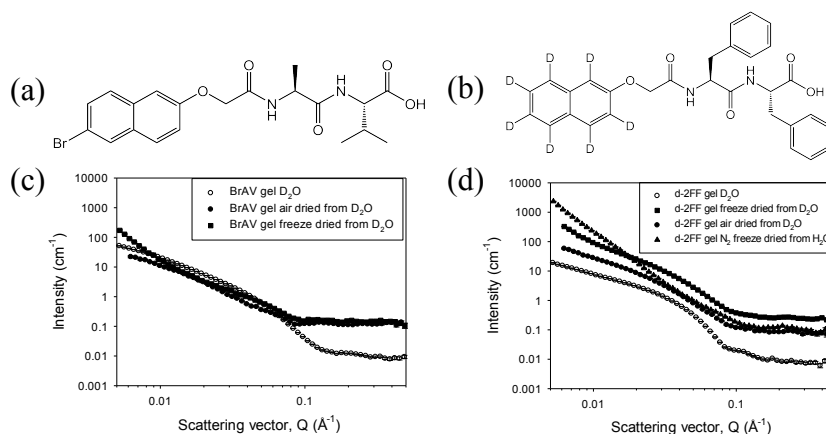 (a)
O
H
N
O
N
H
O
OH
O
Br
(b)
D
D
D
D
D
D
D
O
O
N
H
O
H
N
O
OH
(c)
BrAV gel D₂O
BrAV gel air dried from D₂O
BrAV gel freeze dried from D₂O
10000
1000
100
10
1
0.1
0.01
0.001
Intensity (cm⁻¹)
0.01
0.1
Scattering vector, Q (Å⁻¹)
(d)
d-2FF gel D₂O
d-2FF gel freeze dried from D₂O
d-2FF gel air dried from D₂O
d-2FF gel N₂ freeze dried from H₂O
10000
1000
100
10
1
0.1
0.01
0.001
Intensity (cm⁻¹)
0.01
0.1
Scattering vector, Q (Å⁻¹)